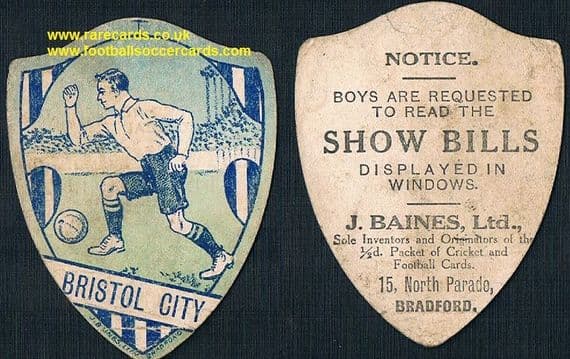 www.rarecards.co.uk
www.footballsoccercards.com
BRISTOL CITY
NOTICE.
BOYS ARE REQUESTED
TO READ THE
SHOW BILLS
DISPLAYED IN
WINDOWS.
J. BAINES, Ltd.,
Sole Inventors and Originators of the
½d. Packet of Cricket and
Football Cards.
15, North Parade,
BRADFORD.